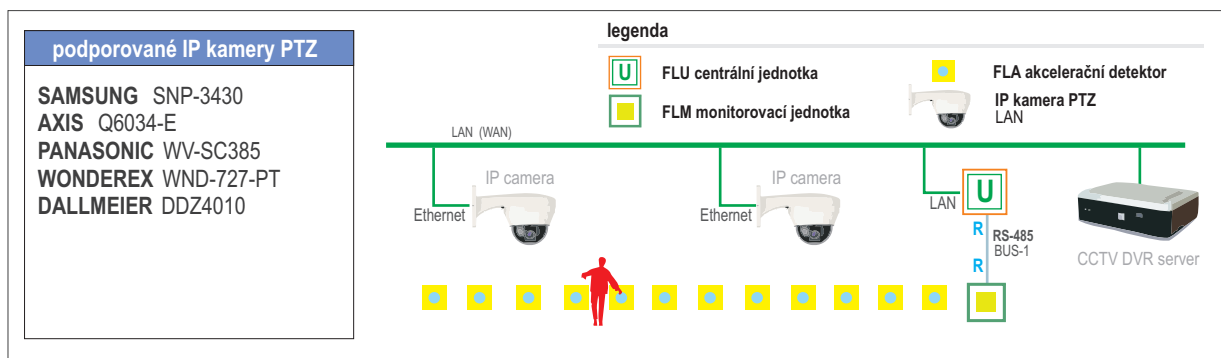 podporované IP kamery PTZ
SAMSUNG SNP-3430
AXIS Q6034-E
PANASONIC WV-SC385
WONDEREX WND-727-PT
DALLMEIER DDZ4010
legenda
U FLU centrální jednotka
FLA akcelerační detektor
FLM monitorovací jednotka
IP kamera PTZ
LAN
LAN (WAN)
IP camera
Ethernet
IP camera
Ethernet
LAN
U
R
RS-485
BUS-1
R
CCTV DVR server